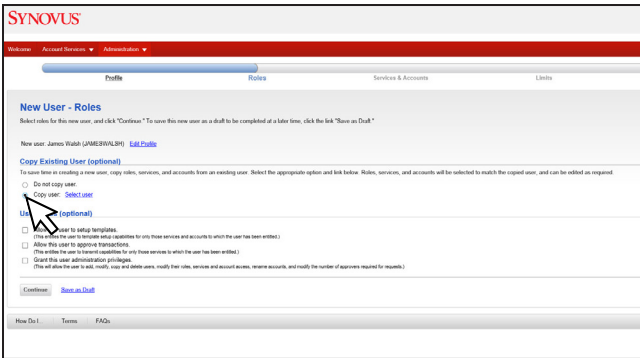 SYNOVUS®
Welcome Account Services Administration
Profile Roles Services & Accounts Limits
New User - Roles
Select roles for this new user, and click "Continue." To save this new user as a draft to be completed at a later time, click the link "Save as Draft."
New user: James Walsh (JAMESWALSH) Edit Profile
Copy Existing User (optional)
To save time in creating a new user, copy roles, services, and accounts from an existing user. Select the appropriate option and link below. Roles, services, and accounts will be selected to match the copied user, and can be edited as required.
Do not copy user.
Copy user: Select user
(optional)
user to setup templates.
(This entitles the user to template setup capabilities for only those services and accounts to which the user has been entitled.)
Allow this user to approve transactions.
(This entitles the user to transmit capabilities for only those services to which the user has been entitled.)
Grant this user administration privileges.
(This will allow the user to add, modify, copy and delete users, modify their roles, services and account access, rename accounts, and modify the number of approvers required for requests.)
Continue Save as Draft
How Do I... Terms FAQs